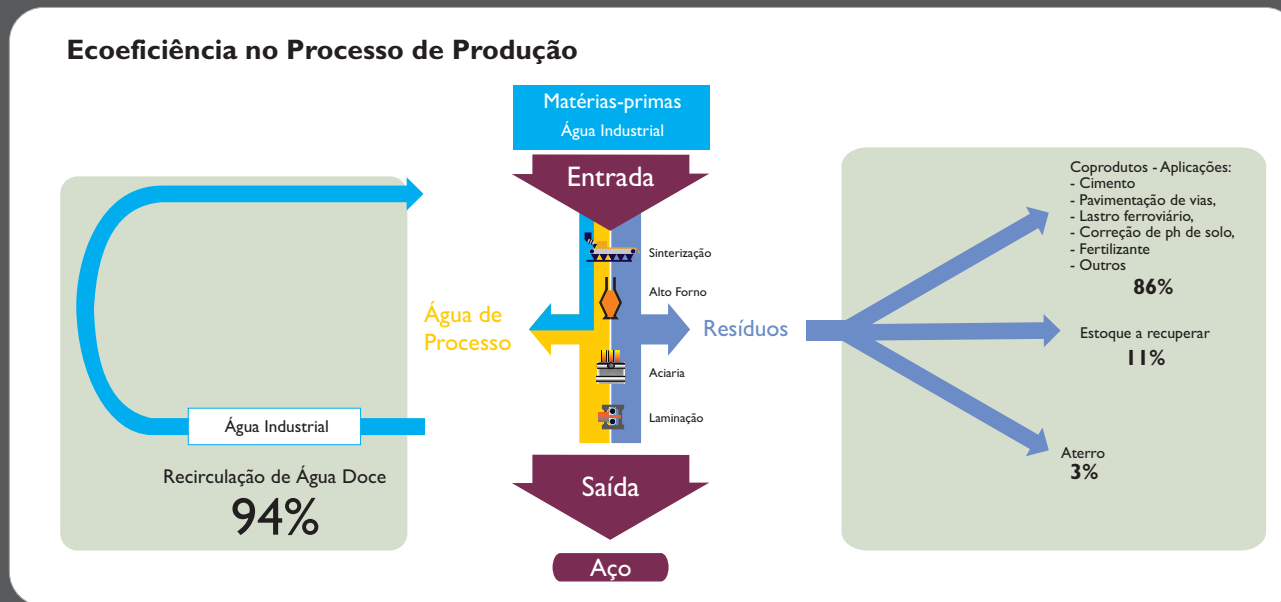 Ecoeficiência no Processo de Produção
Matérias-primas
Água Industrial
Entrada
Sinterização
Alto Forno
Água de
Processo
Resíduos
Aciaria
Laminação
Saída
Aço
Água Industrial
Recirculação de Água Doce
94%
Coprodutos - Aplicações:
- Cimento
- Pavimentação de vias,
- Lastro ferroviário,
- Correção de ph de solo,
- Fertilizante
- Outros
86%
Estoque a recuperar
11%
Aterro
3%